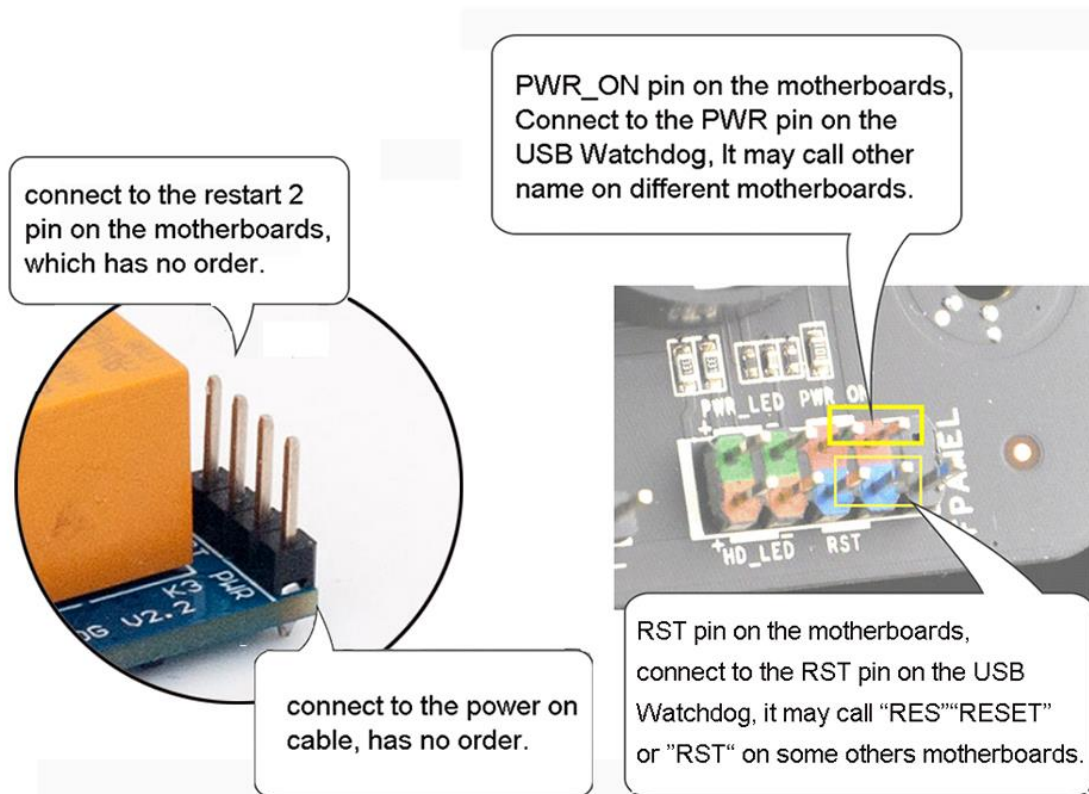 PWR_ON pin on the motherboards,
Connect to the PWR pin on the
USB Watchdog, It may call other
name on different motherboards.
connect to the restart 2
pin on the motherboards,
which has no order.
PWR_LED PWR_ON
+ -
FPANEL
+HD_LED - RST
K3 PWR
V2.2
connect to the power on
cable, has no order.
RST pin on the motherboards,
connect to the RST pin on the USB
Watchdog, it may call “RES”“RESET”
or ”RST“ on some others motherboards.